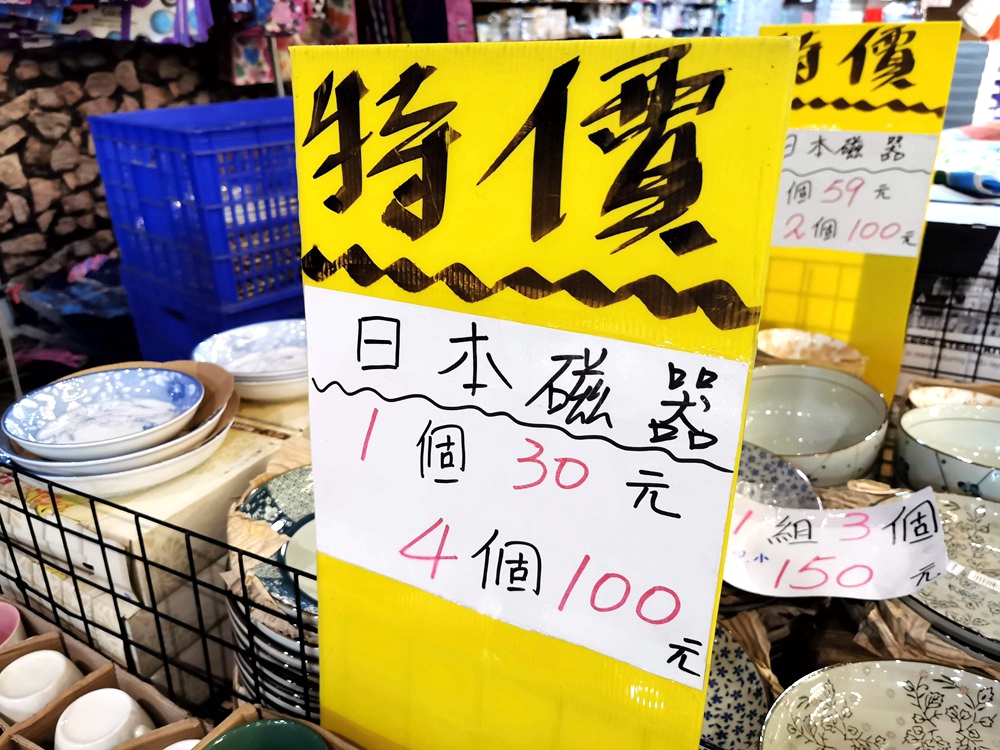 特價
日本磁器
1個30元
4個100元
特價
日本磁器
個59元
2個100元
1組3個
小
150元